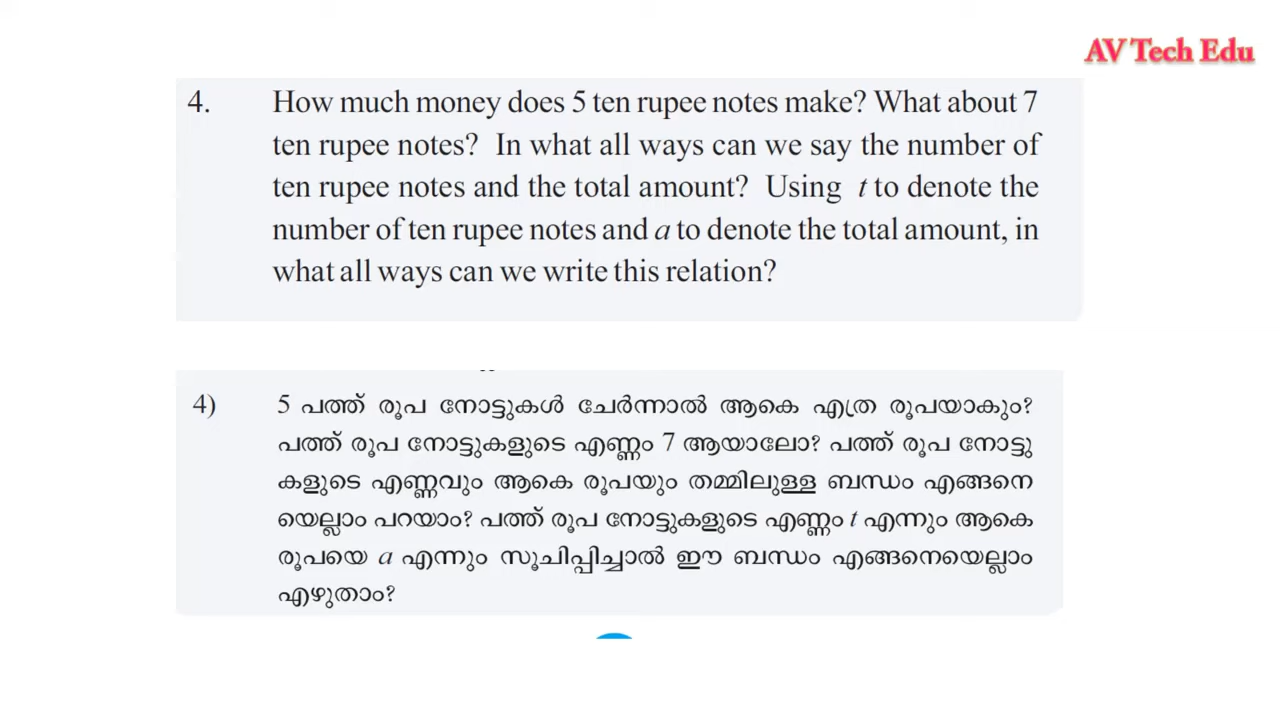 AV Tech Edu
4. How much money does 5 ten rupee notes make? What about 7
ten rupee notes? In what all ways can we say the number of
ten rupee notes and the total amount? Using t to denote the
number of ten rupee notes and a to denote the total amount, in
what all ways can we write this relation?
4) 5 പത്ത് രൂപ നോട്ടുകൾ ചേർന്നാൽ ആകെ എത്ര രൂപയാകും?
പത്ത് രൂപ നോട്ടുകളുടെ എണ്ണം 7 ആയാലോ? പത്ത് രൂപ നോട്ടു
കളുടെ എണ്ണവും ആകെ രൂപയും തമ്മിലുള്ള ബന്ധം എങ്ങനെ
യെല്ലാം പറയാം? പത്ത് രൂപ നോട്ടുകളുടെ എണ്ണം t എന്നും ആകെ
രൂപയെ a എന്നും സൂചിപ്പിച്ചാൽ ഈ ബന്ധം എങ്ങനെയെല്ലാം
എഴുതാം?